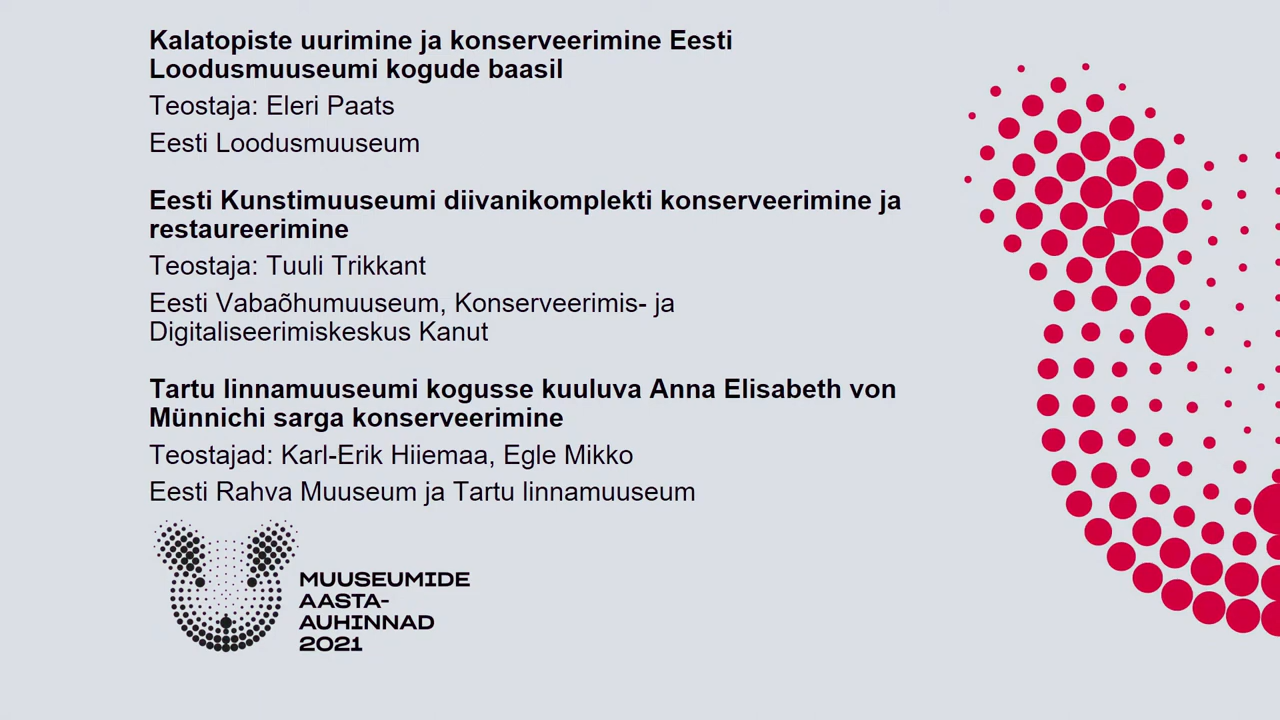 Kalatopiste uurimine ja konserveerimine Eesti
Loodusmuuseumi kogude baasil
Teostaja: Eleri Paats
Eesti Loodusmuuseum
Eesti Kunstimuuseumi diivanikomplekti konserveerimine ja
restaureerimine
Teostaja: Tuuli Trikkant
Eesti Vabaõhumuuseum, Konserveerimis- ja
Digitaliseerimiskeskus Kanut
Tartu linnamuuseumi kogusse kuuluva Anna Elisabeth von
Münnichi sarga konserveerimine
Teostajad: Karl-Erik Hiiemaa, Egle Mikko
Eesti Rahva Muuseum ja Tartu linnamuuseum
MUUSEUMIDE
AASTA-
AUHINNAD
2021